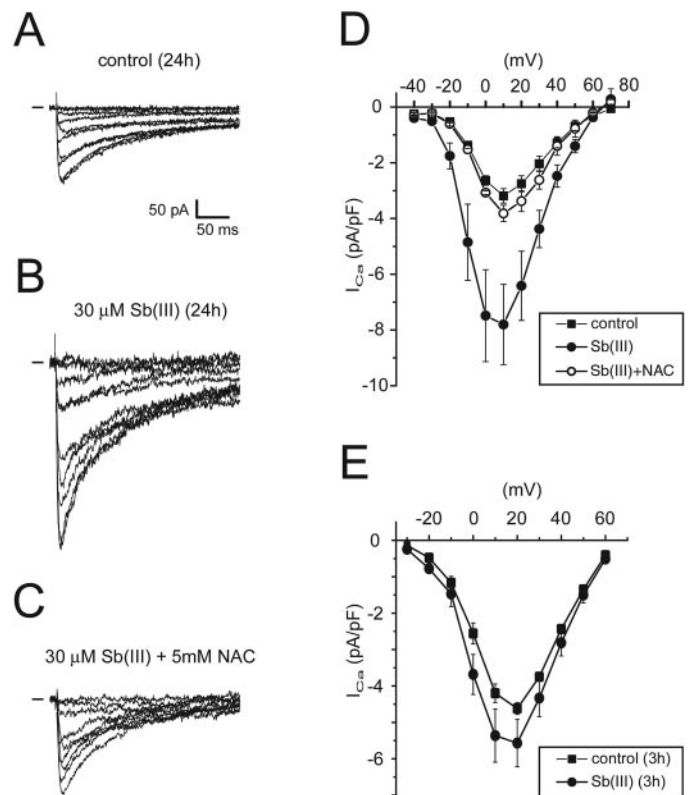 A
control (24h)
50 pA
50 ms
B
30 μM Sb(III) (24h)
C
30 μM Sb(III) + 5mM NAC
D
(mV)
-40 -20 0 20 40 60 80
0
-2
-4
-6
-8
-10
I_Ca (pA/pF)
control
Sb(III)
Sb(III)+NAC
E
(mV)
-20 0 20 40 60
0
-2
-4
-6
I_Ca (pA/pF)
control (3h)
Sb(III) (3h)